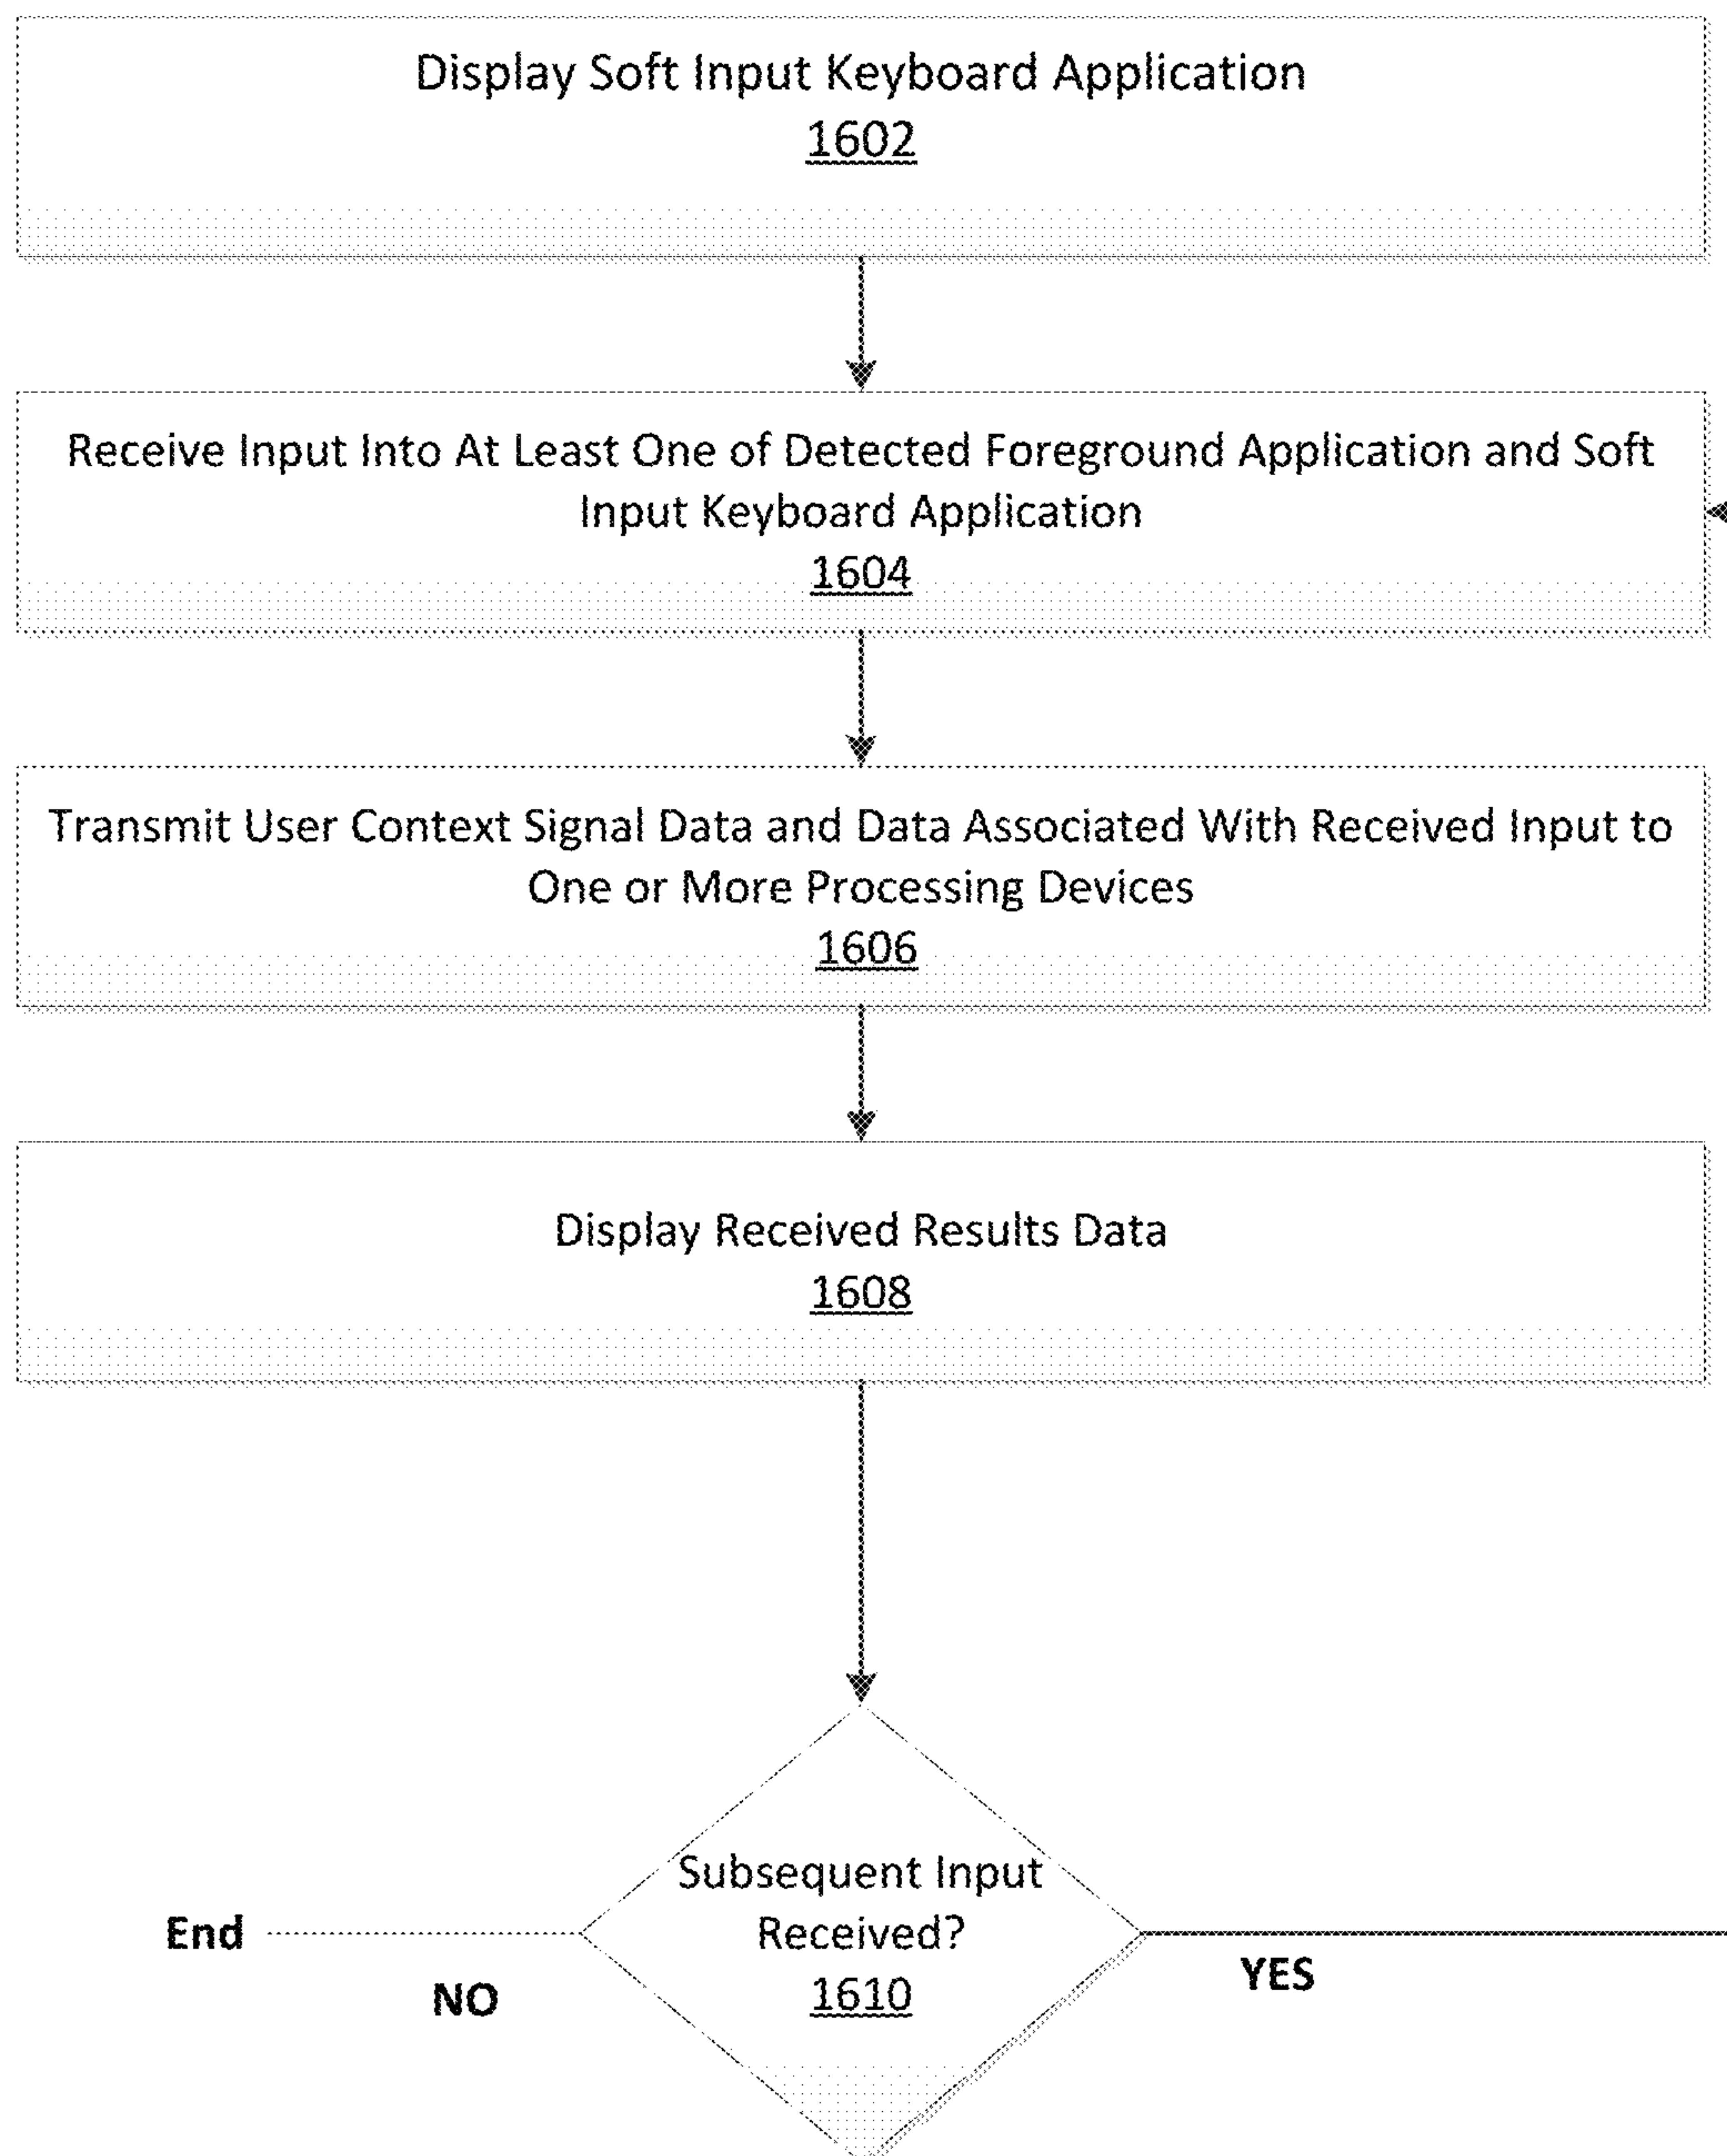 Display Soft Input Keyboard Application
1602
Receive Input Into At Least One of Detected Foreground Application and Soft
Input Keyboard Application
1604
Transmit User Context Signal Data and Data Associated With Received Input to
One or More Processing Devices
1606
Display Received Results Data
1608
Subsequent Input
Received?
1610
End
NO
YES